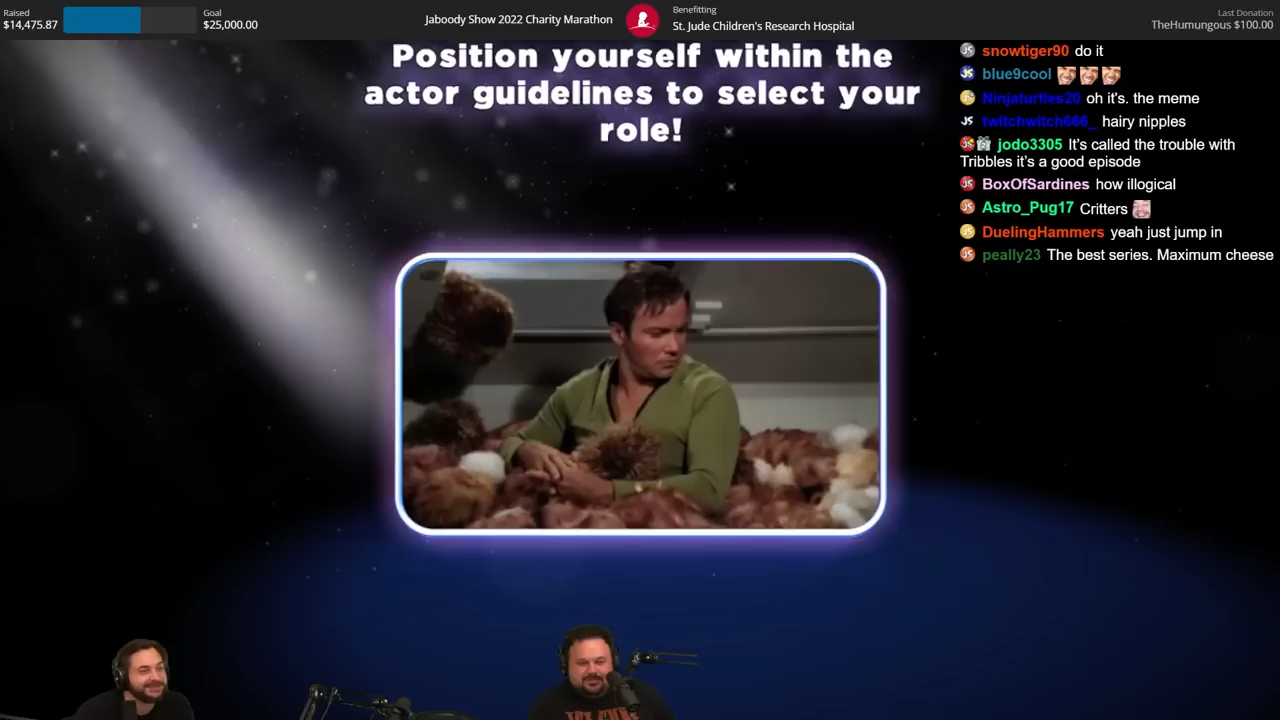 Raised
$14,475.87
Goal
$25,000.00
Jaboody Show 2022 Charity Marathon
Benefitting
St. Jude Children's Research Hospital
Last Donation
TheHumungous $100.00
Position yourself within the
actor guidelines to select your
role!
snowtiger90 do it
blue9cool
Ninjaturtles20 oh it's. the meme
twitchwitch666_ hairy nipples
jodo3305 It's called the trouble with
Tribbles it's a good episode
BoxOfSardines how illogical
Astro_Pug17 Critters
DuelingHammers yeah just jump in
peally23 The best series. Maximum cheese